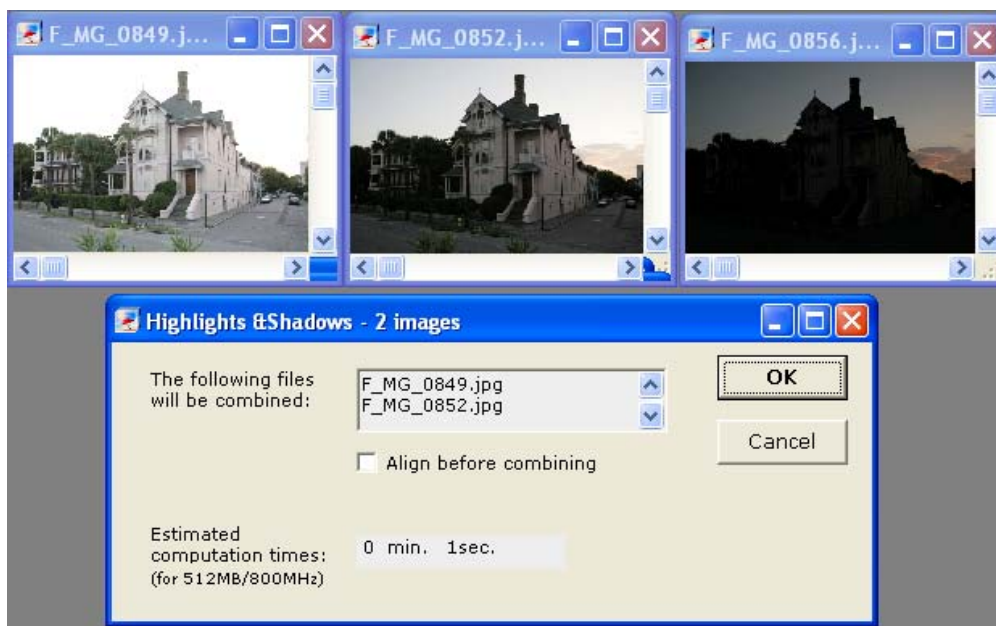 F_MG_0849.j...
F_MG_0852.j...
F_MG_0856.j...
Highlights &Shadows - 2 images
The following files
will be combined:
F_MG_0849.jpg
F_MG_0852.jpg
OK
Cancel
Align before combining
Estimated
computation times:
(for 512MB/800MHz)
0 min. 1sec.